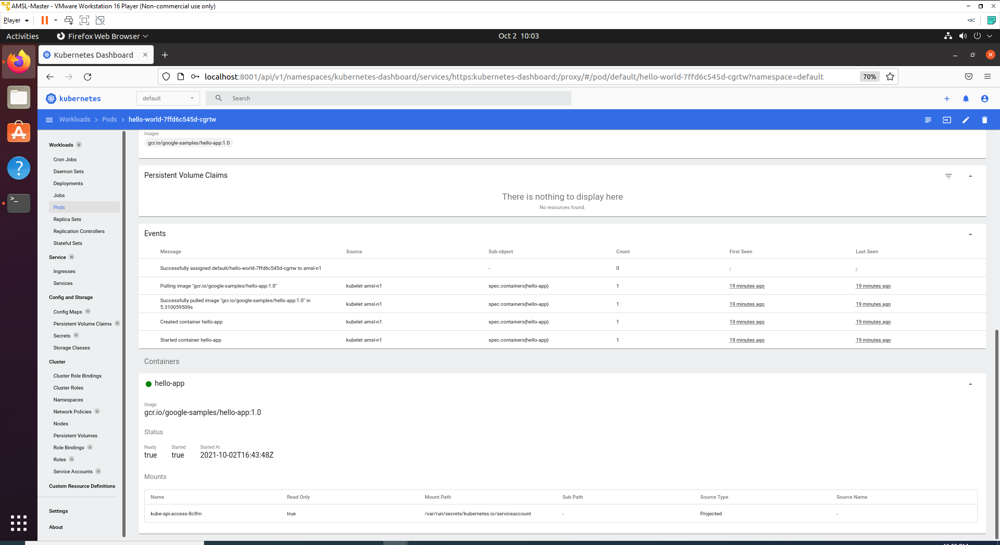 AMSL-Master - VMware Workstation 16 Player (Non-commercial use only)
Player
Activities
Firefox Web Browser
Oct 2 10:03
Kubernetes Dashboard
localhost:8001/api/v1/namespaces/kubernetes-dashboard/services/https:kubernetes-dashboard:/proxy/#/pod/default/hello-world-7ffd6c545d-cgrtw?namespace=default
70%
kubernetes
default
Search
Workloads > Pods > hello-world-7ffd6c545d-cgrtw
Workloads N
Cron Jobs
Daemon Sets
Deployments
Jobs
Pods
Replica Sets
Replication Controllers
Stateful Sets
Service N
Ingresses
Services
Config and Storage
Config Maps N
Persistent Volume Claims N
Secrets N
Storage Classes
Cluster
Cluster Role Bindings
Cluster Roles
Namespaces
Network Policies N
Nodes
Persistent Volumes
Role Bindings N
Roles N
Service Accounts N
Custom Resource Definitions
Settings
About
Images
gcr.io/google-samples/hello-app:1.0
Persistent Volume Claims
There is nothing to display here
No resources found.
Events
Message Source Sub-object Count First Seen Last Seen
Successfully assigned default/hello-world-7ffd6c545d-cgrtw to amsl-n1 - 0 - -
Pulling image "gcr.io/google-samples/hello-app:1.0" kubelet amsl-n1 spec.containers{hello-app} 1 19 minutes ago 19 minutes ago
Successfully pulled image "gcr.io/google-samples/hello-app:1.0" in
5.310059509s kubelet amsl-n1 spec.containers{hello-app} 1 19 minutes ago 19 minutes ago
Created container hello-app kubelet amsl-n1 spec.containers{hello-app} 1 19 minutes ago 19 minutes ago
Started container hello-app kubelet amsl-n1 spec.containers{hello-app} 1 19 minutes ago 19 minutes ago
Containers
hello-app
Image
gcr.io/google-samples/hello-app:1.0
Status
Ready Started Started At
true true 2021-10-02T16:43:48Z
Mounts
Name Read Only Mount Path Sub Path Source Type Source Name
kube-api-access-8clfm true /var/run/secrets/kubernetes.io/serviceaccount - Projected -